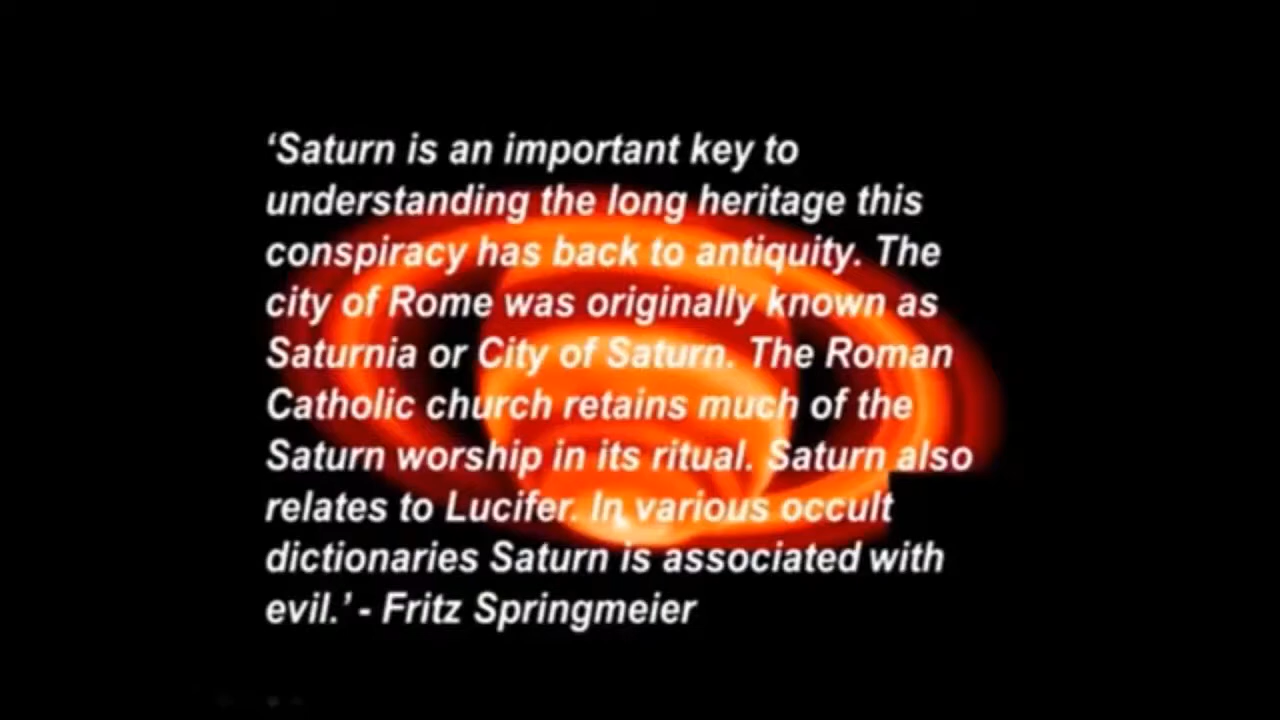 ‘Saturn is an important key to
understanding the long heritage this
conspiracy has back to antiquity. The
city of Rome was originally known as
Saturnia or City of Saturn. The Roman
Catholic church retains much of the
Saturn worship in its ritual. Saturn also
relates to Lucifer. In various occult
dictionaries Saturn is associated with
evil.’ - Fritz Springmeier